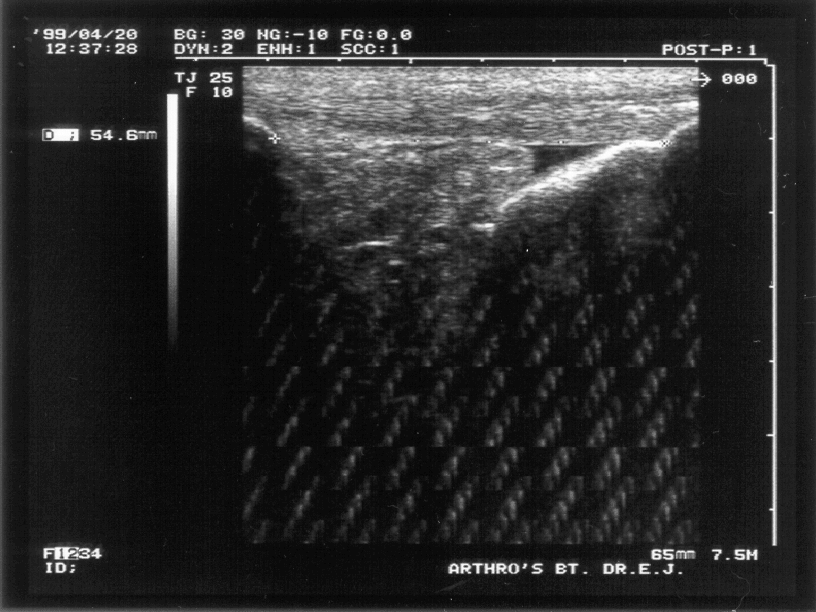 '99/04/20 BG: 30 NG:-10 FG:0.0
12:37:28 DYN:2 ENH:1 SCC:1 POST-P:1
TJ 25 → 000
F 10
D ; 54.6mm
F1234 65mm 7.5M
ID; ARTHRO'S BT. DR.E.J.